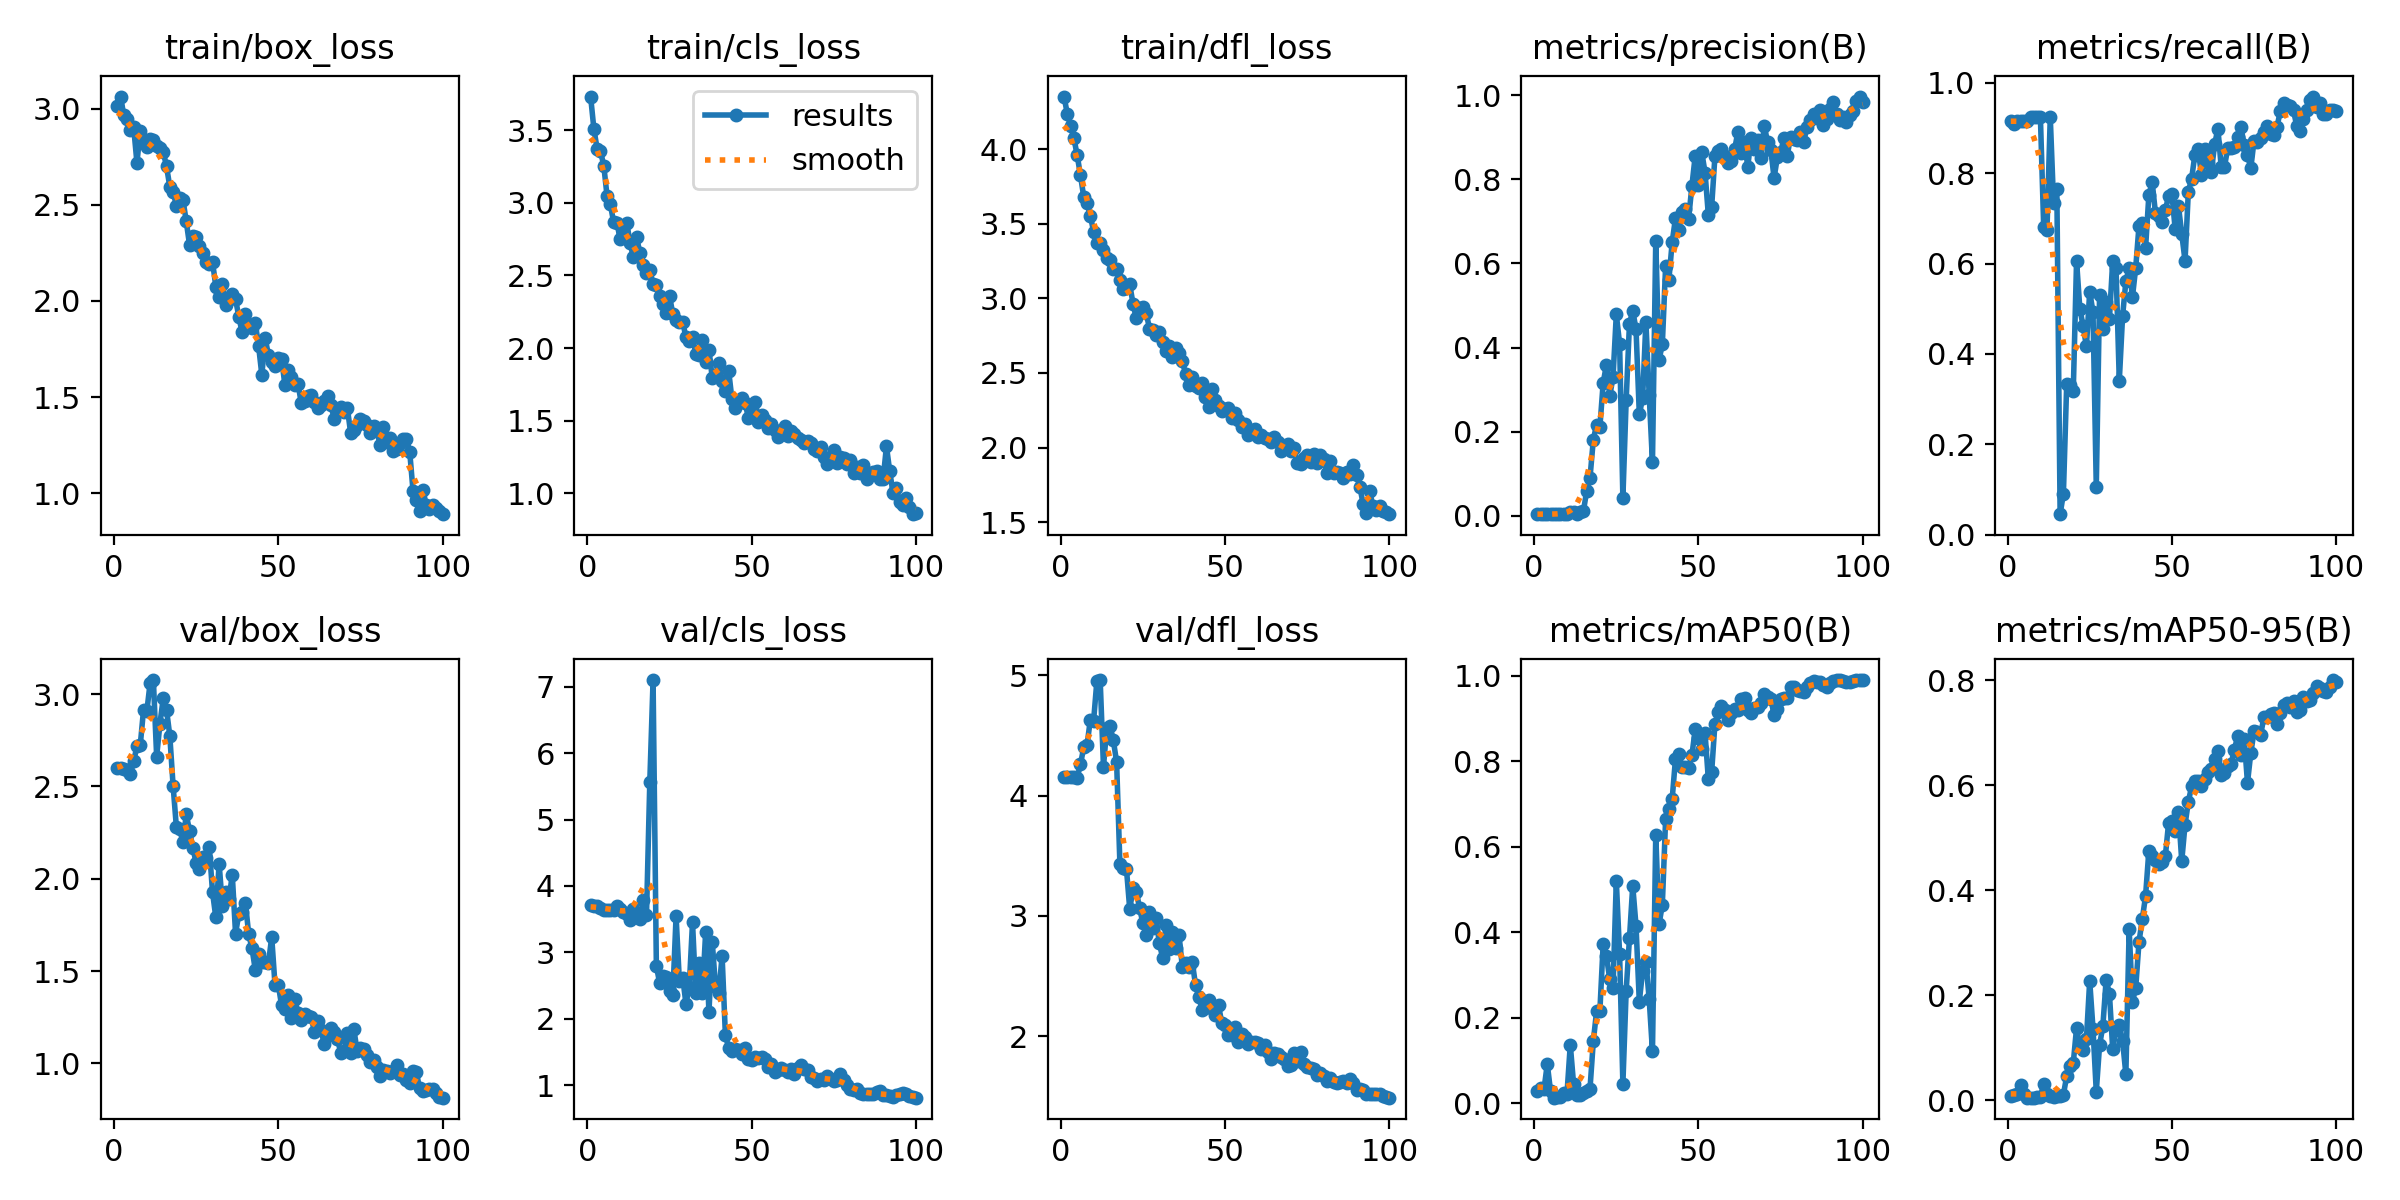 train/box_loss
3.0
2.5
2.0
1.5
1.0
0 50 100
train/cls_loss
results
smooth
3.5
3.0
2.5
2.0
1.5
1.0
0 50 100
train/dfl_loss
4.0
3.5
3.0
2.5
2.0
1.5
0 50 100
metrics/precision(B)
1.0
0.8
0.6
0.4
0.2
0.0
0 50 100
metrics/recall(B)
1.0
0.8
0.6
0.4
0.2
0.0
0 50 100
val/box_loss
3.0
2.5
2.0
1.5
1.0
0 50 100
val/cls_loss
7
6
5
4
3
2
1
0 50 100
val/dfl_loss
5
4
3
2
0 50 100
metrics/mAP50(B)
1.0
0.8
0.6
0.4
0.2
0.0
0 50 100
metrics/mAP50-95(B)
0.8
0.6
0.4
0.2
0.0
0 50 100